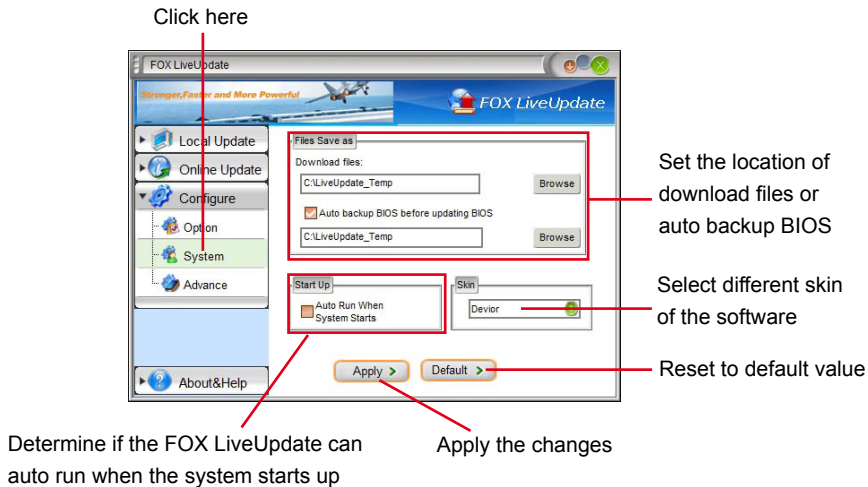 Click here
FOX LiveUpdate
Stronger,Faster and More Powerful
FOX LiveUpdate
Local Update
Online Update
Configure
Option
System
Advance
About&Help
Files Save as
Download files:
C:\LiveUpdate_Temp
Browse
Auto backup BIOS before updating BIOS
C:\LiveUpdate_Temp
Browse
Start Up
Auto Run When
System Starts
Skin
Devior
Apply
Default
Set the location of
download files or
auto backup BIOS
Select different skin
of the software
Reset to default value
Determine if the FOX LiveUpdate can
auto run when the system starts up
Apply the changes